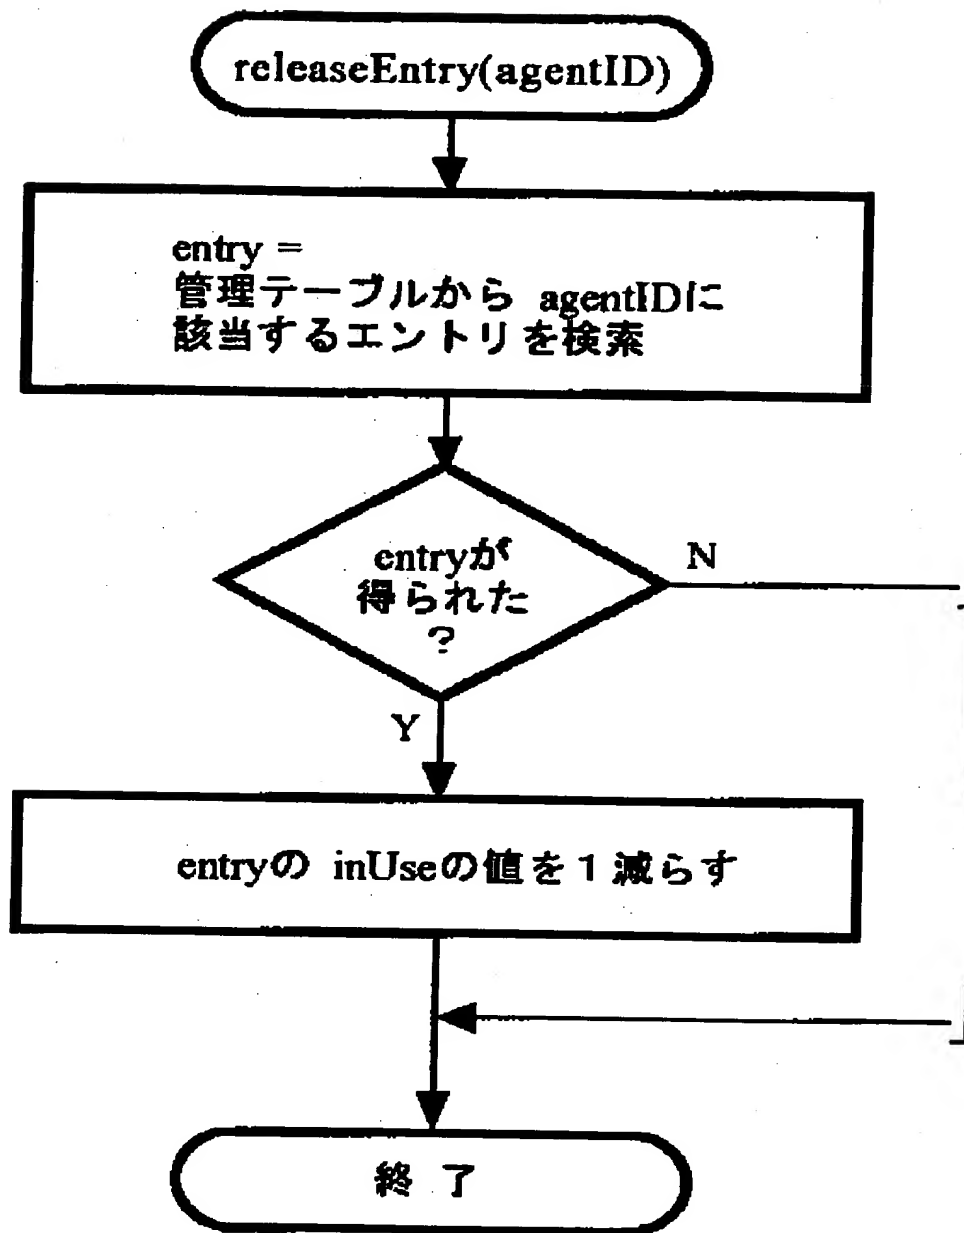 releaseEntry(agentID)
entry =
管理テーブルから agentIDに
該当するエントリを検索
entryが
得られた
?
N
Y
entryの inUseの値を1減らす
終了